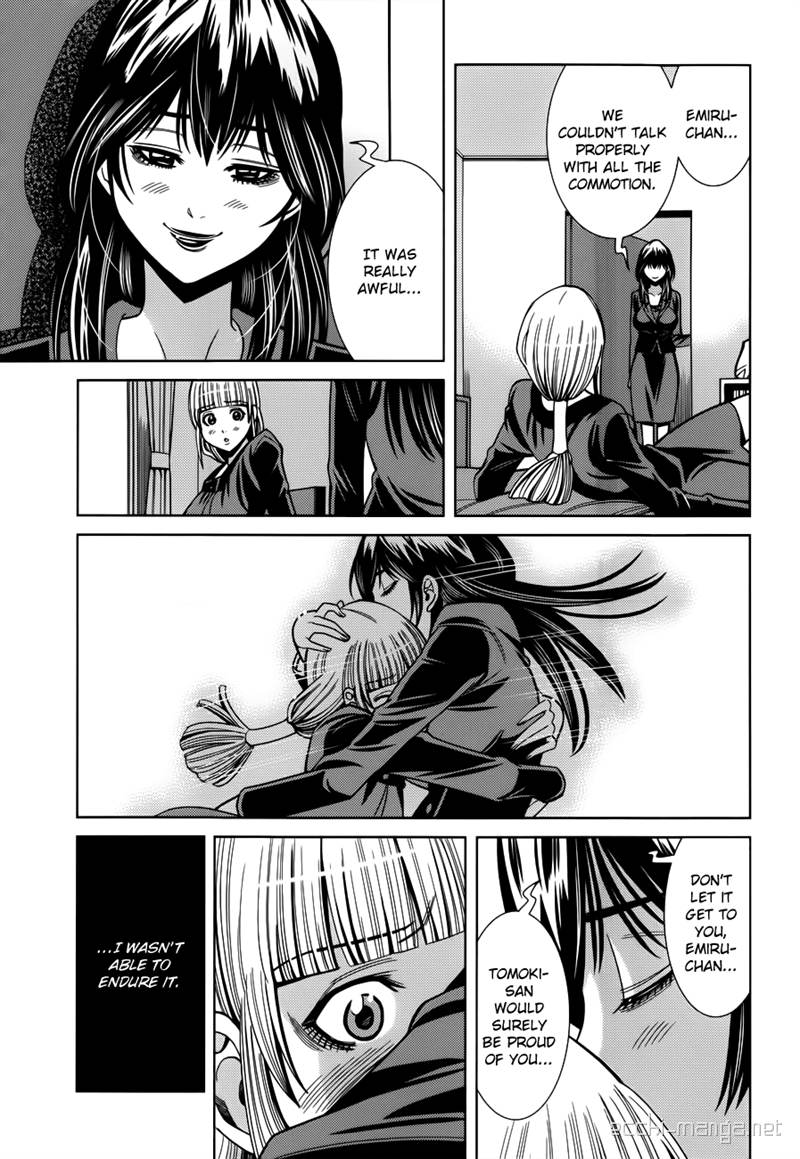 EMIRU-
CHAN...
WE
COULDN'T TALK
PROPERLY
WITH ALL THE
COMMOTION.
IT WAS
REALLY
AWFUL...
DON'T
LET IT
GET TO
YOU,
EMIRU-
CHAN...
TOMOKI-
SAN
WOULD
SURELY
BE PROUD
OF YOU...
...I WASN'T
ABLE TO
ENDURE IT.
ecchi-manga.net